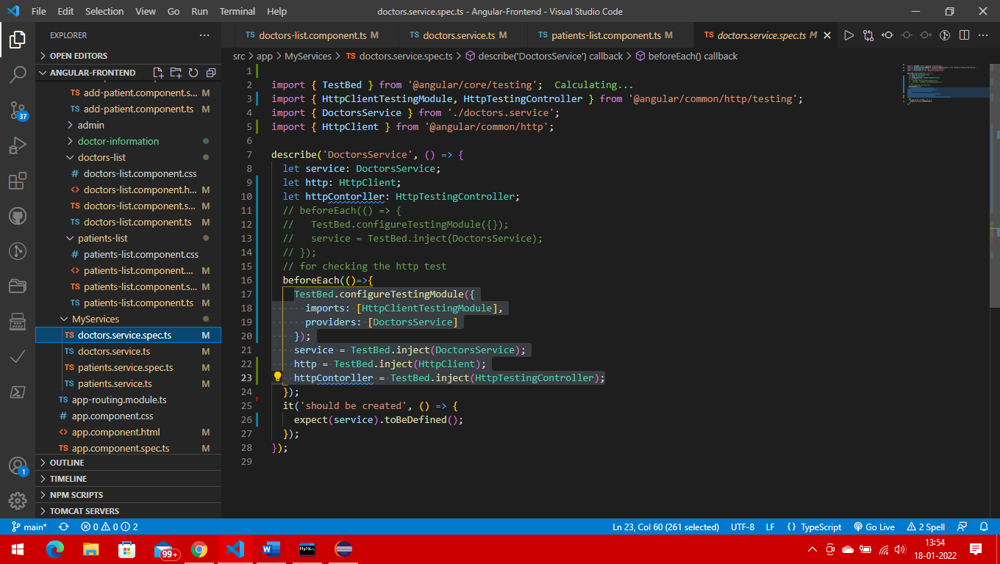 File Edit Selection View Go Run Terminal Help
doctors.service.spec.ts - Angular-Frontend - Visual Studio Code
EXPLORER
TS doctors-list.component.ts M
TS doctors.service.ts M
TS patients-list.component.ts M
TS doctors.service.spec.ts M
OPEN EDITORS
ANGULAR-FRONTEND
TS add-patient.component.s... M
TS add-patient.component.ts M
admin
doctor-information
doctors-list
# doctors-list.component.css
<> doctors-list.component.h... M
TS doctors-list.component.s... M
TS doctors-list.component.ts M
patients-list
# patients-list.component.css
<> patients-list.component.... M
TS patients-list.component.s... M
TS patients-list.component.ts M
MyServices
TS doctors.service.spec.ts M
TS doctors.service.ts M
TS patients.service.spec.ts M
TS patients.service.ts M
TS app-routing.module.ts
# app.component.css
<> app.component.html M
TS app.component.spec.ts M
OUTLINE
TIMELINE
NPM SCRIPTS
TOMCAT SERVERS
37
1
src > app > MyServices > TS doctors.service.spec.ts > describe('DoctorsService') callback > beforeEach() callback
1
2 import { TestBed } from '@angular/core/testing'; Calculating...
3 import { HttpClientTestingModule, HttpTestingController } from '@angular/common/http/testing';
4 import { DoctorsService } from './doctors.service';
5 import { HttpClient } from '@angular/common/http';
6
7 describe('DoctorsService', () => {
8 let service: DoctorsService;
9 let http: HttpClient;
10 let httpContorller: HttpTestingController;
11 // beforeEach(() => {
12 // TestBed.configureTestingModule({});
13 // service = TestBed.inject(DoctorsService);
14 // });
15 // for checking the http test
16 beforeEach(()=>{
17 TestBed.configureTestingModule({
18 imports: [HttpClientTestingModule],
19 providers: [DoctorsService]
20 });
21 service = TestBed.inject(DoctorsService);
22 http = TestBed.inject(HttpClient);
23 httpContorller = TestBed.inject(HttpTestingController);
24 });
25 it('should be created', () => {
26 expect(service).toBeDefined();
27 });
28 });
29
main* 0 0 2
Ln 23, Col 60 (261 selected) UTF-8 LF {} TypeScript Go Live 2 Spell
99+
MySQL
13:54
18-01-2022